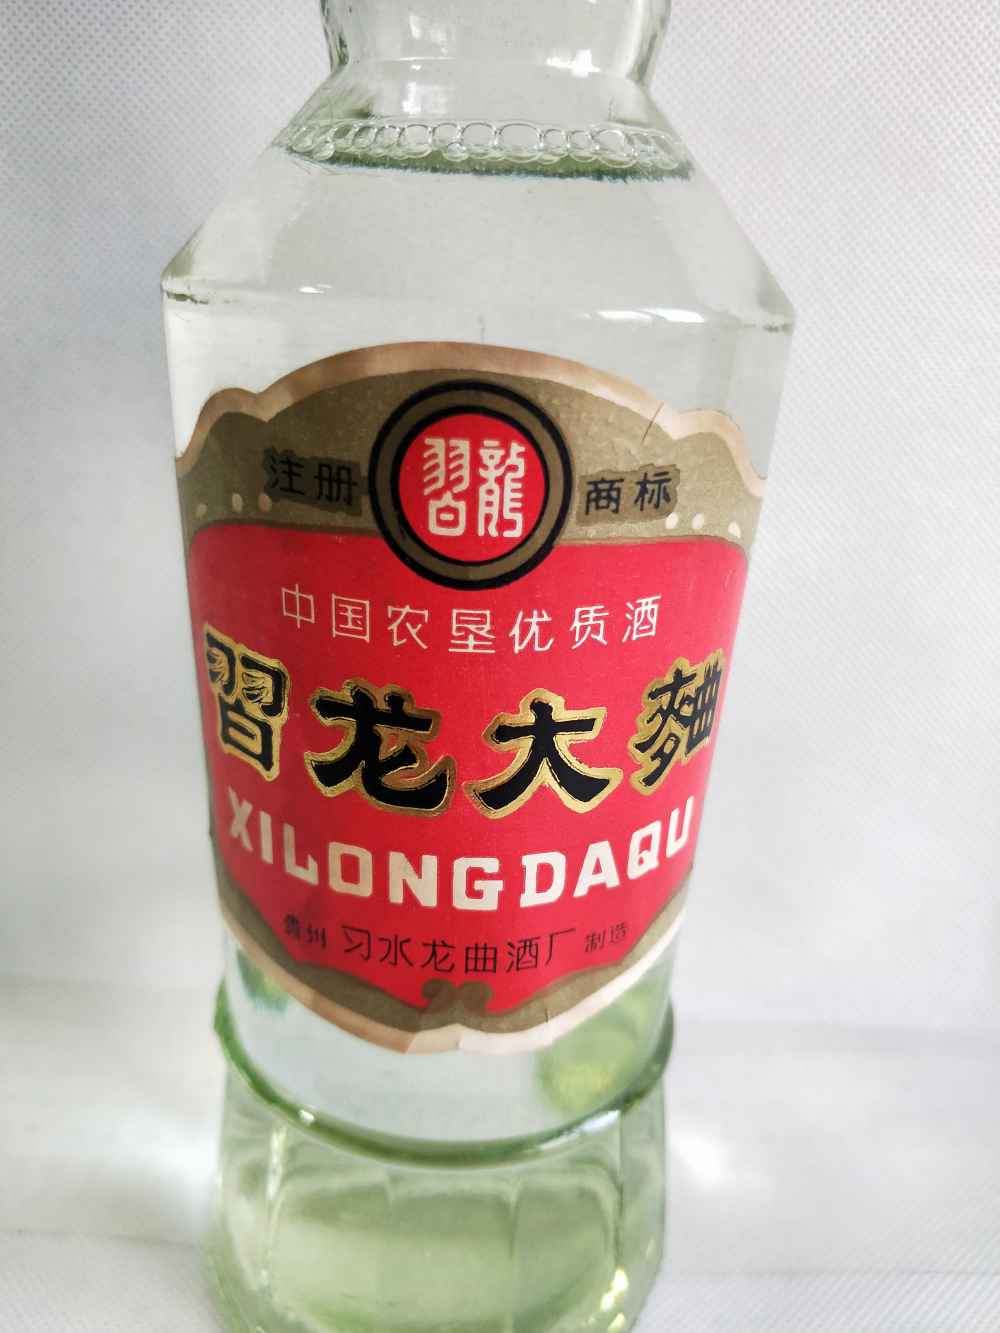 注册 習龍 商标
中国农垦优质酒
習龙大麯
XILONGDAQU
贵州 习水龙曲酒厂 制造